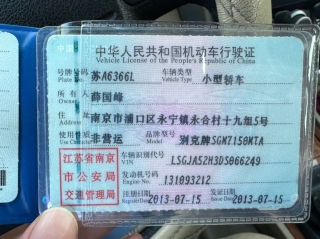 中华人民共和国机动车行驶证
Vehicle License of the People's Republic of China
号牌号码 苏A6366L 车辆类型 小型轿车
Plate No. Vehicle Type
所有人 薛国峰
Owner
住址 南京市浦口区永宁镇永合村十九组5号
Address
使用性质 非营运 品牌型号 别克牌SGM7150MTA
Use Character Model
江苏省南京市公安局交通管理局
车辆识别代号 LSGJA52H3DS066249
VIN
发动机号码 131093212
Engine No.
注册日期 2013-07-15 发证日期 2013-07-15
Register Date Issue Date